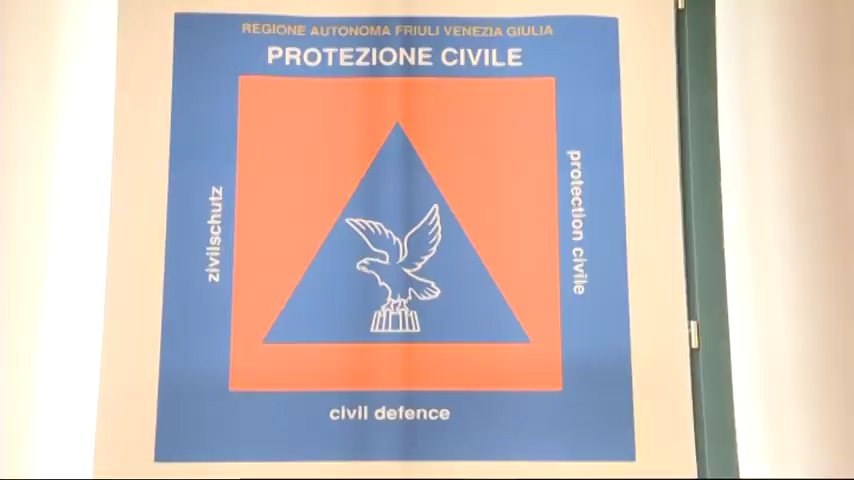 REGIONE AUTONOMA FRIULI VENEZIA GIULIA
PROTEZIONE CIVILE
zivilschutz
protection civile
civil defence